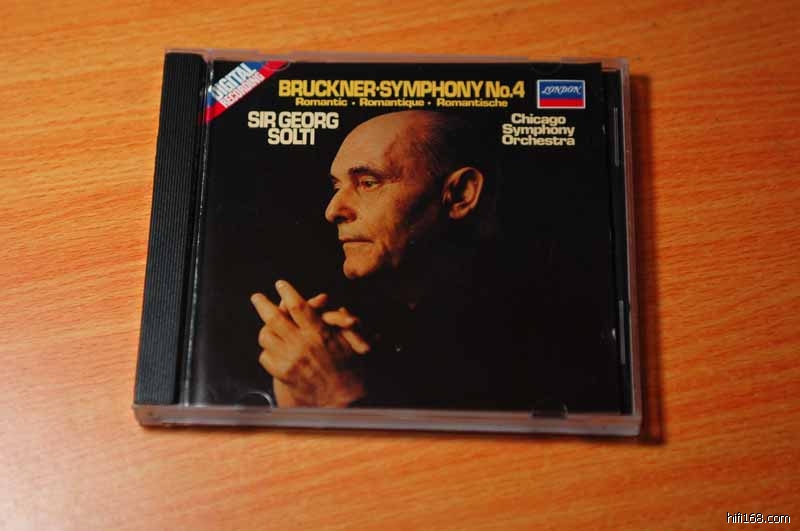 DIGITAL
RECORDING
BRUCKNER·SYMPHONY No.4
Romantic · Romantique · Romantische
LONDON
SIR GEORG
SOLTI
Chicago
Symphony
Orchestra
hifi168.com